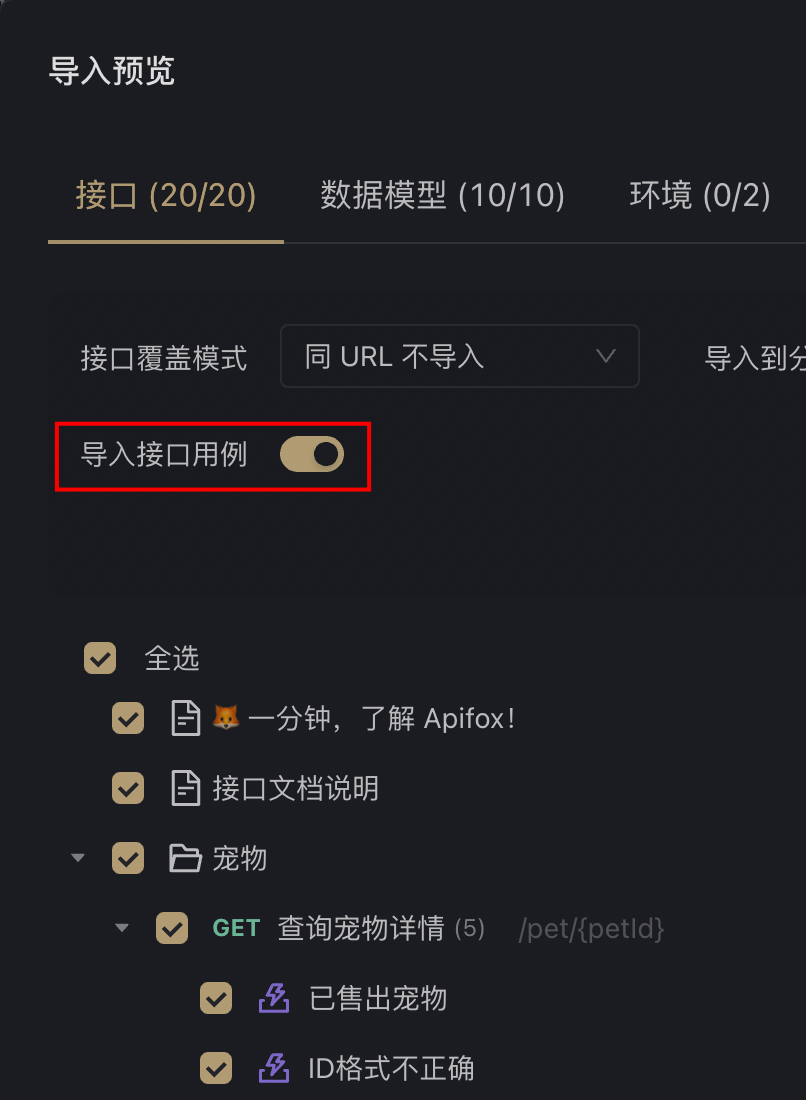 导入预览
接口 (20/20) 数据模型 (10/10) 环境 (0/2)
接口覆盖模式 同 URL 不导入 导入到分
导入接口用例
全选
🦊 一分钟，了解 Apifox！
接口文档说明
宠物
GET 查询宠物详情 (5) /pet/{petId}
已售出宠物
ID格式不正确